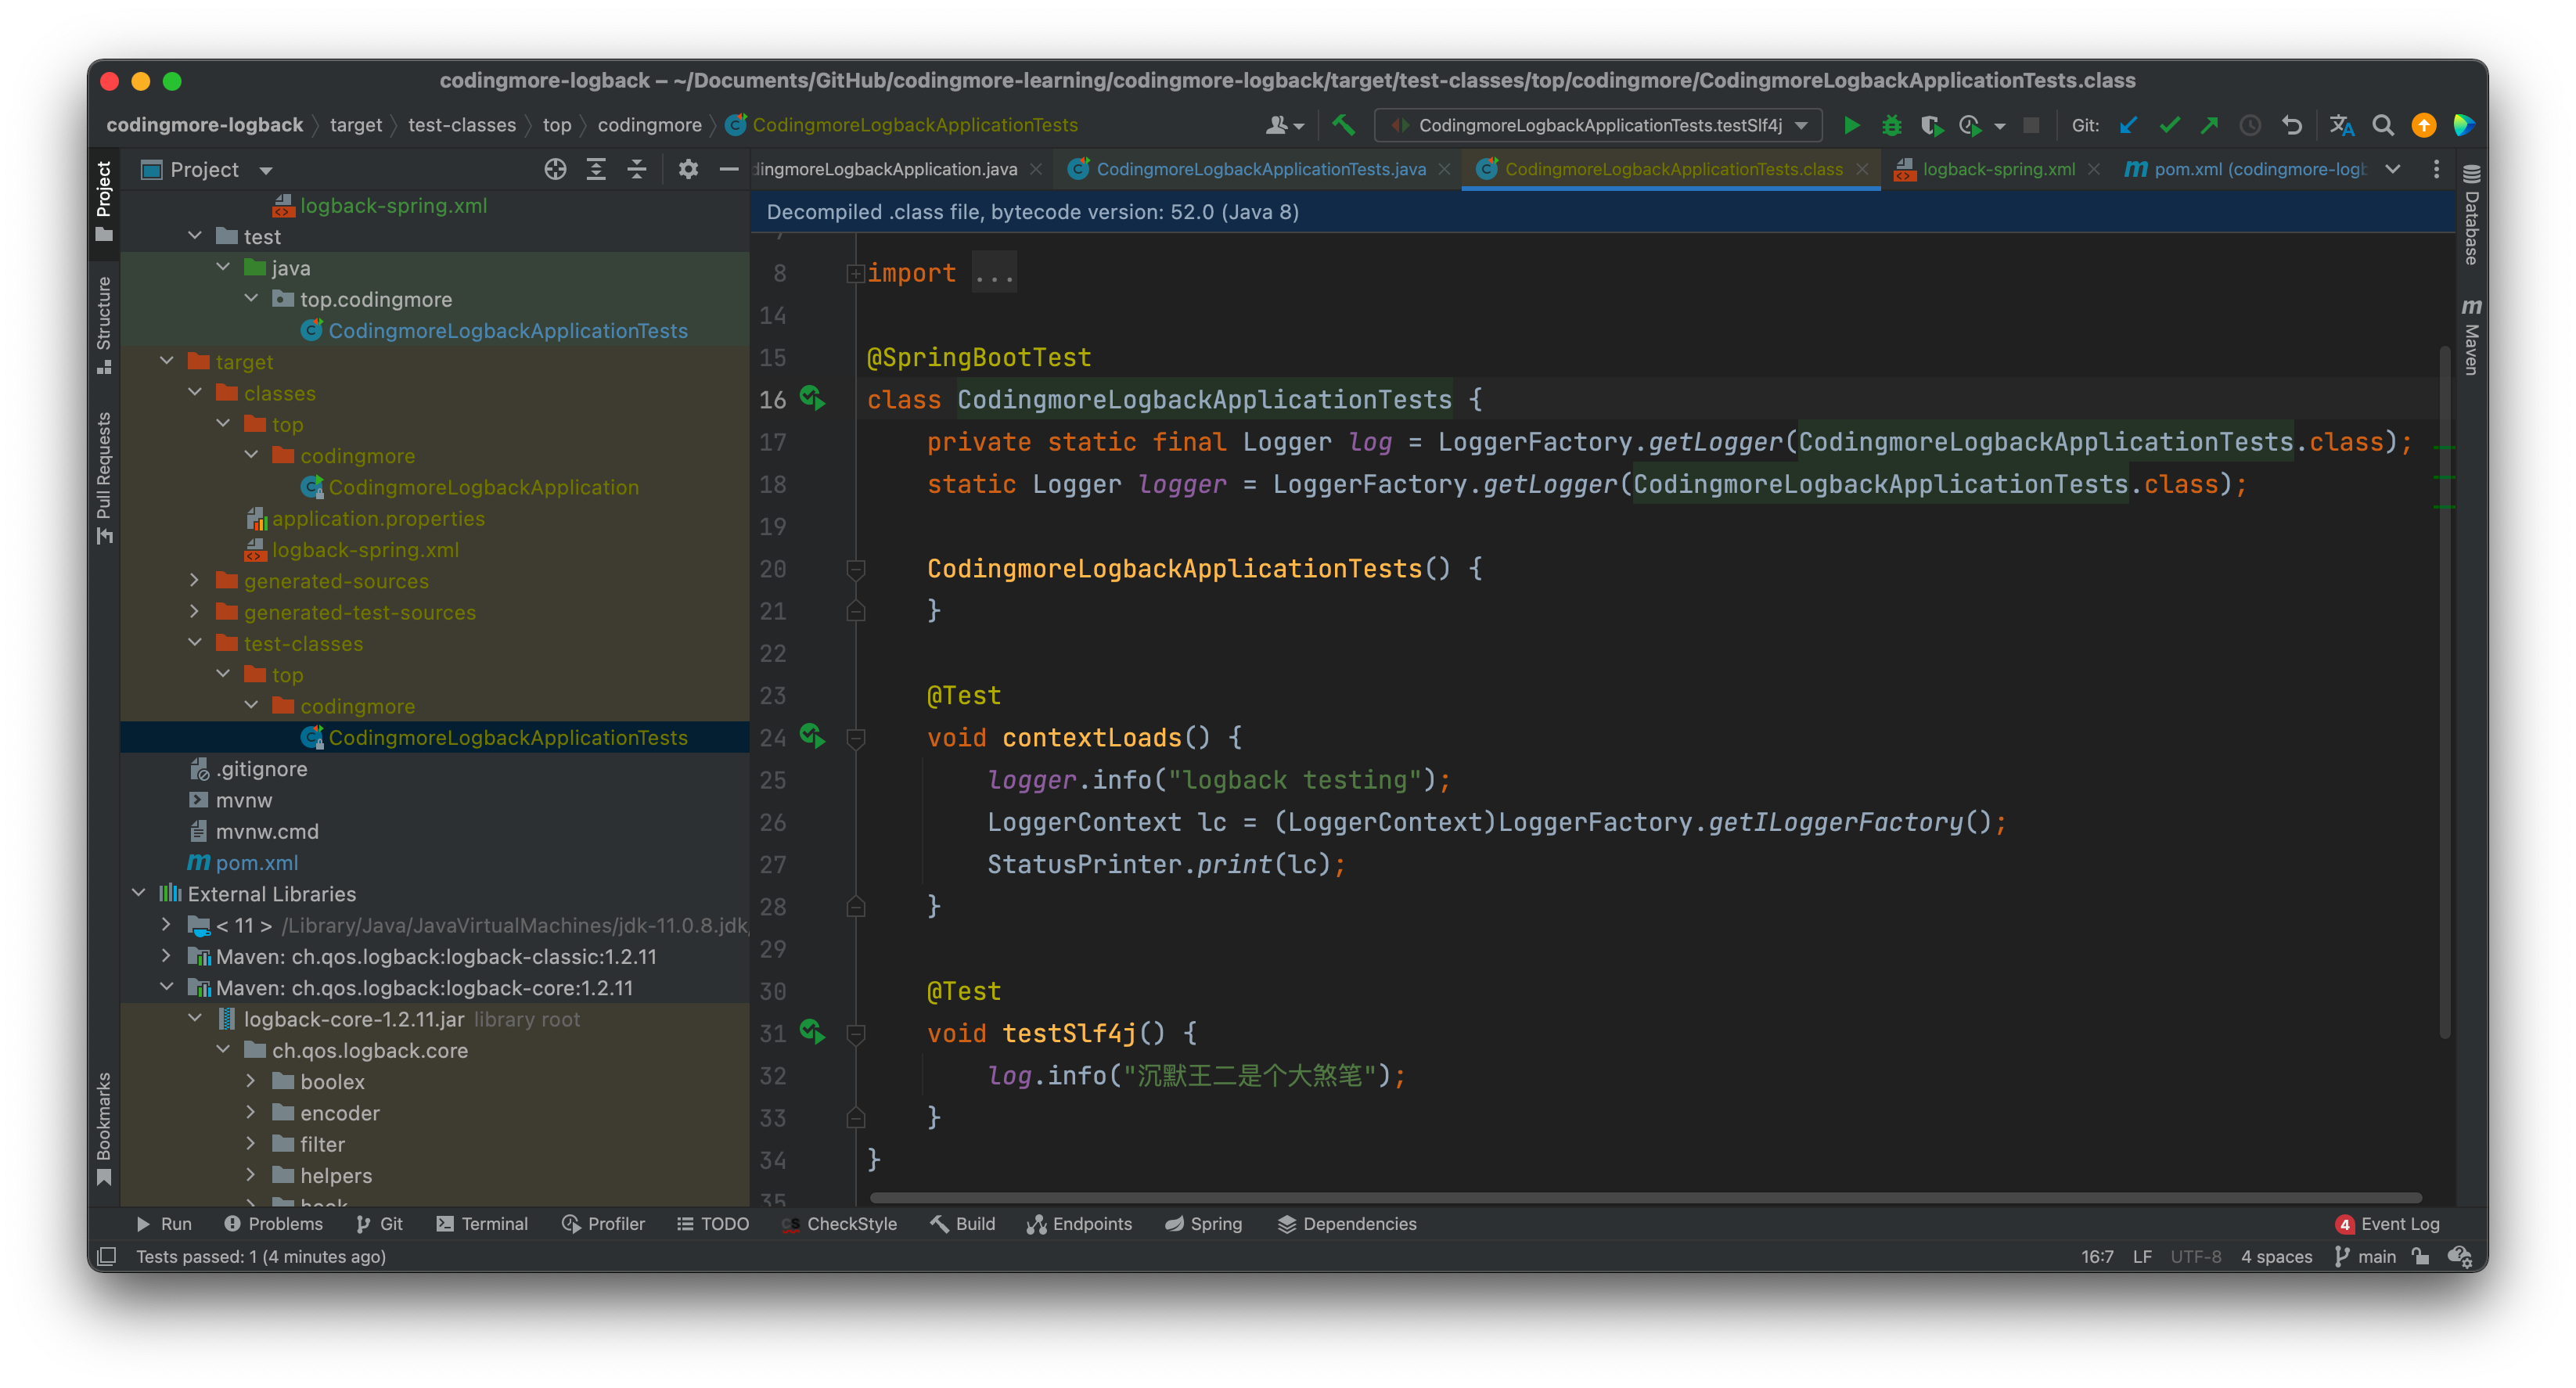 codingmore-logback – ~/Documents/GitHub/codingmore-learning/codingmore-logback/target/test-classes/top/codingmore/CodingmoreLogbackApplicationTests.class
codingmore-logback target test-classes top codingmore CodingmoreLogbackApplicationTests CodingmoreLogbackApplicationTests.testSlf4j Git:
Project
dingmoreLogbackApplication.java CodingmoreLogbackApplicationTests.java CodingmoreLogbackApplicationTests.class logback-spring.xml pom.xml (codingmore-logb
Decompiled .class file, bytecode version: 52.0 (Java 8)
Project
Structure
Pull Requests
Bookmarks
logback-spring.xml
test
java
top.codingmore
CodingmoreLogbackApplicationTests
target
classes
top
codingmore
CodingmoreLogbackApplication
application.properties
logback-spring.xml
generated-sources
generated-test-sources
test-classes
top
codingmore
CodingmoreLogbackApplicationTests
.gitignore
mvnw
mvnw.cmd
pom.xml
External Libraries
< 11 > /Library/Java/JavaVirtualMachines/jdk-11.0.8.jdk/
Maven: ch.qos.logback:logback-classic:1.2.11
Maven: ch.qos.logback:logback-core:1.2.11
logback-core-1.2.11.jar library root
ch.qos.logback.core
boolex
encoder
filter
helpers
8 import ...
14
15 @SpringBootTest
16 class CodingmoreLogbackApplicationTests {
17 private static final Logger log = LoggerFactory.getLogger(CodingmoreLogbackApplicationTests.class);
18 static Logger logger = LoggerFactory.getLogger(CodingmoreLogbackApplicationTests.class);
19
20 CodingmoreLogbackApplicationTests() {
21 }
22
23 @Test
24 void contextLoads() {
25 logger.info("logback testing");
26 LoggerContext lc = (LoggerContext)LoggerFactory.getILoggerFactory();
27 StatusPrinter.print(lc);
28 }
29
30 @Test
31 void testSlf4j() {
32 log.info("沉默王二是个大煞笔");
33 }
34 }
35
Database
Maven
Run Problems Git Terminal Profiler TODO CheckStyle Build Endpoints Spring Dependencies 4 Event Log
Tests passed: 1 (4 minutes ago) 16:7 LF UTF-8 4 spaces main